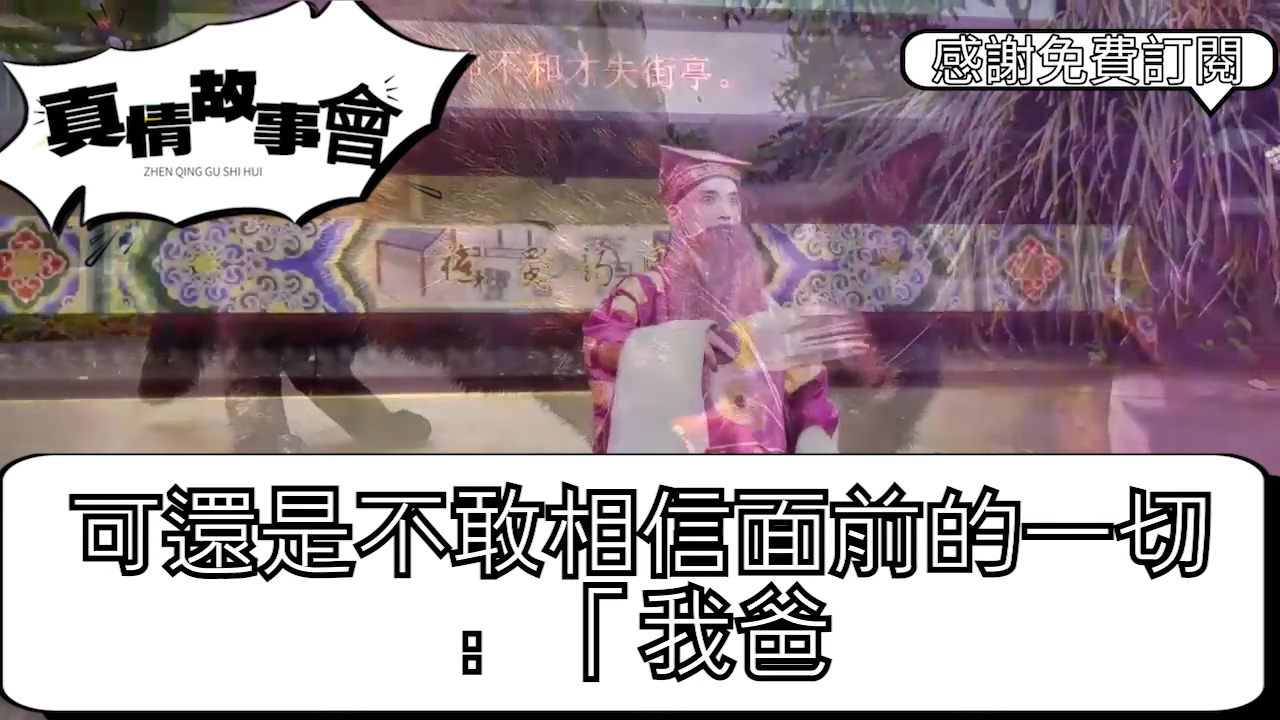 不和才失街亭。
感謝免費訂閱
真情故事會
ZHEN QING GU SHI HUI
可還是不敢相信面前的一切
：「我爸